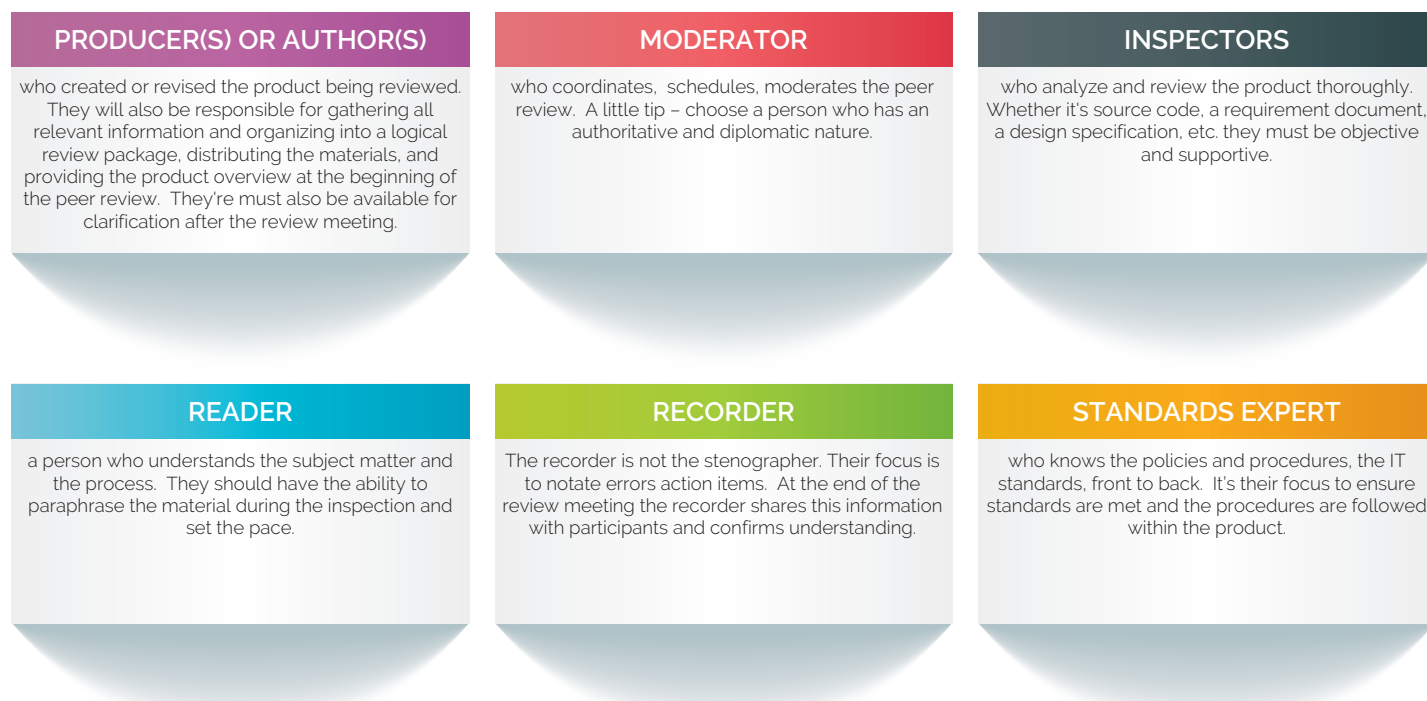 PRODUCER(S) OR AUTHOR(S)
who created or revised the product being reviewed.
They will also be responsible for gathering all
relevant information and organizing into a logical
review package, distributing the materials, and
providing the product overview at the beginning of
the peer review.  They're must also be available for
clarification after the review meeting.
MODERATOR
who coordinates,  schedules, moderates the peer
review.  A little tip – choose a person who has an
authoritative and diplomatic nature.
INSPECTORS
who analyze and review the product thoroughly.
Whether it's source code, a requirement document,
a design specification, etc. they must be objective
and supportive.
READER
a person who understands the subject matter and
the process.  They should have the ability to
paraphrase the material during the inspection and
set the pace.
RECORDER
The recorder is not the stenographer. Their focus is
to notate errors action items.  At the end of the
review meeting the recorder shares this information
with participants and confirms understanding.
STANDARDS EXPERT
who knows the policies and procedures, the IT
standards, front to back.  It's their focus to ensure
standards are met and the procedures are followed
within the product.